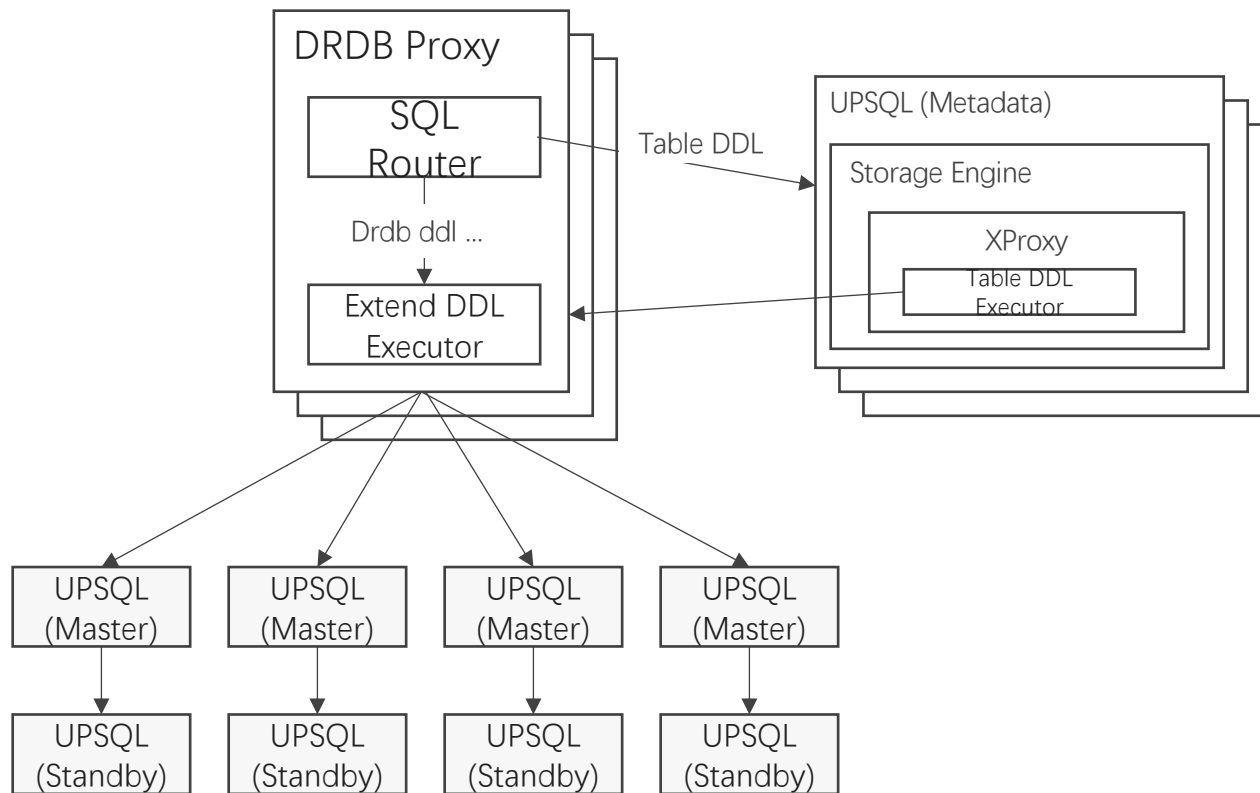 DRDB Proxy
SQL
Router
Drdb ddl ...
Extend DDL
Executor
Table DDL
UPSQL (Metadata)
Storage Engine
XProxy
Table DDL
Executor
UPSQL
(Master)
UPSQL
(Master)
UPSQL
(Master)
UPSQL
(Master)
UPSQL
(Standby)
UPSQL
(Standby)
UPSQL
(Standby)
UPSQL
(Standby)